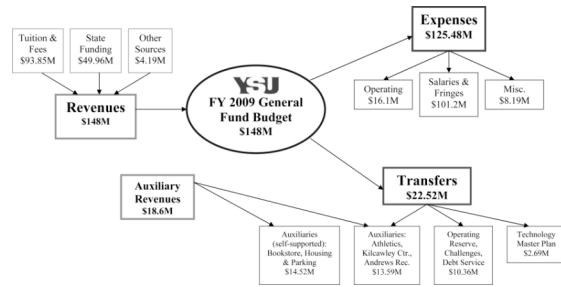 Tuition &
Fees
$93.85M
State
Funding
$49.96M
Other
Sources
$4.19M
Revenues
$148M
YSU
FY 2009 General
Fund Budget
$148M
Expenses
$125.48M
Operating
$16.1M
Salaries &
Fringes
$101.2M
Misc.
$8.19M
Auxiliary
Revenues
$18.6M
Transfers
$22.52M
Auxiliaries
(self-supported):
Bookstore, Housing
& Parking
$14.52M
Auxiliaries:
Athletics,
Kilcawley Ctr.,
Andrews Rec.
$13.59M
Operating
Reserve,
Challenges,
Debt Service
$10.36M
Technology
Master Plan
$2.69M